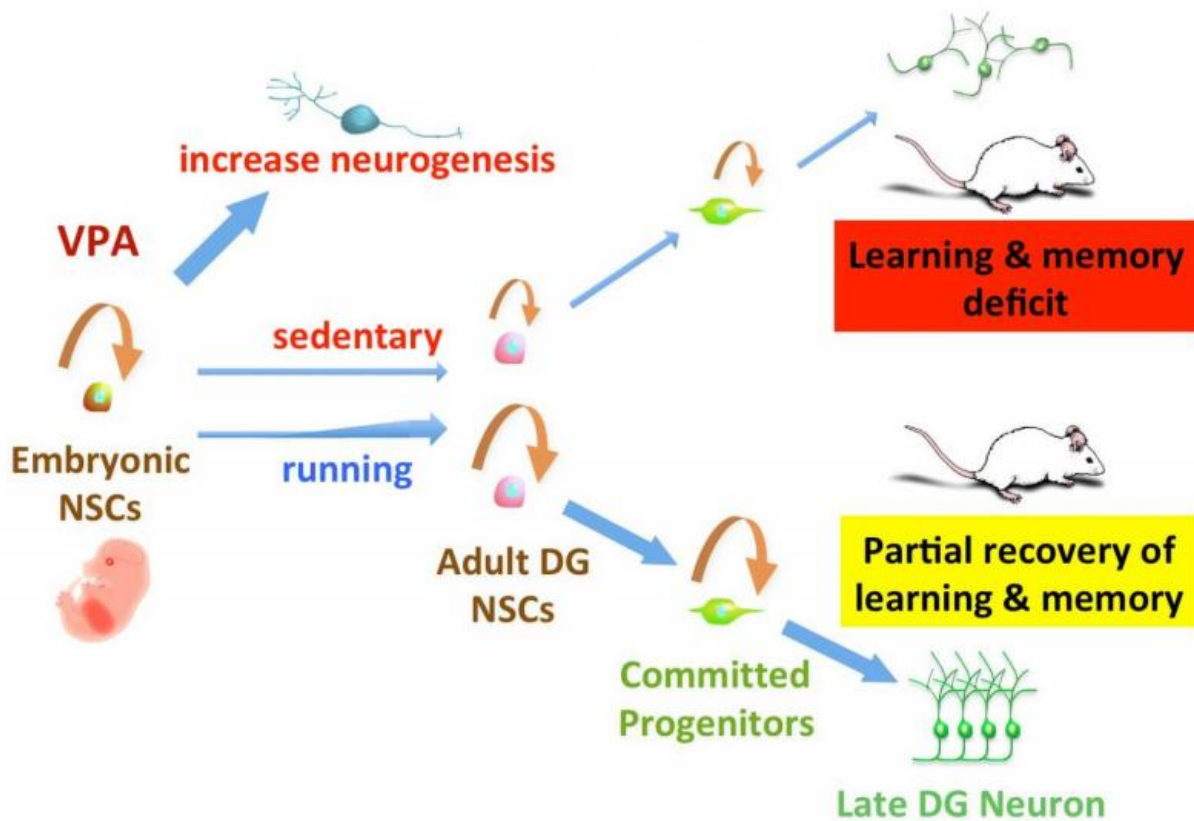 increase neurogenesis
VPA
Learning & memory
deficit
sedentary
running
Embryonic
NSCs
Adult DG
NSCs
Partial recovery of
learning & memory
Committed
Progenitors
Late DG Neuron